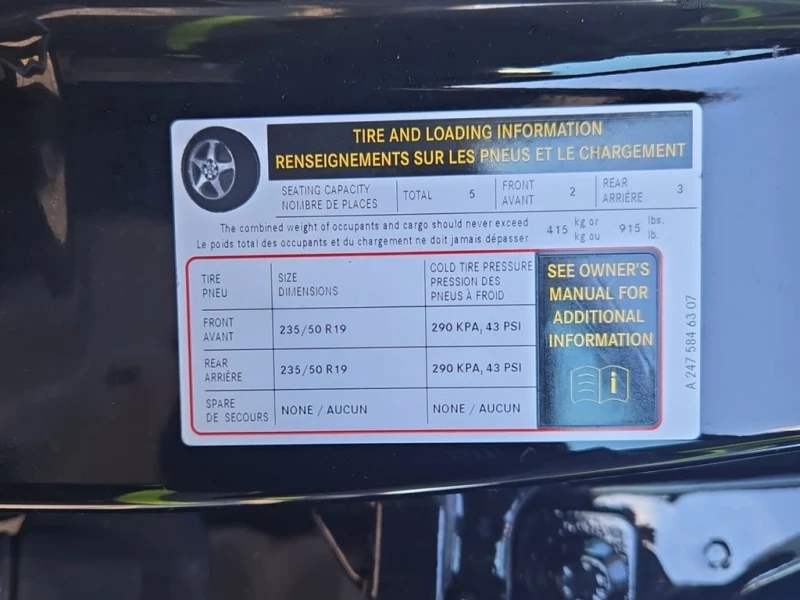 TIRE AND LOADING INFORMATION
RENSEIGNEMENTS SUR LES PNEUS ET LE CHARGEMENT
SEATING CAPACITY
NOMBRE DE PLACES
TOTAL 5
FRONT
AVANT
2
REAR
ARRIÈRE
3
The combined weight of occupants and cargo should never exceed
Le poids total des occupants et du chargement ne doit jamais dépasser
415 kg or
kg ou
915 lbs.
lb.
TIRE
PNEU
SIZE
DIMENSIONS
COLD TIRE PRESSURE
PRESSION DES
PNEUS À FROID
FRONT
AVANT
235/50 R19
290 KPA, 43 PSI
REAR
ARRIÈRE
235/50 R19
290 KPA, 43 PSI
SPARE
DE SECOURS
NONE / AUCUN
NONE / AUCUN
SEE OWNER'S
MANUAL FOR
ADDITIONAL
INFORMATION
i
A 247 584 63 07